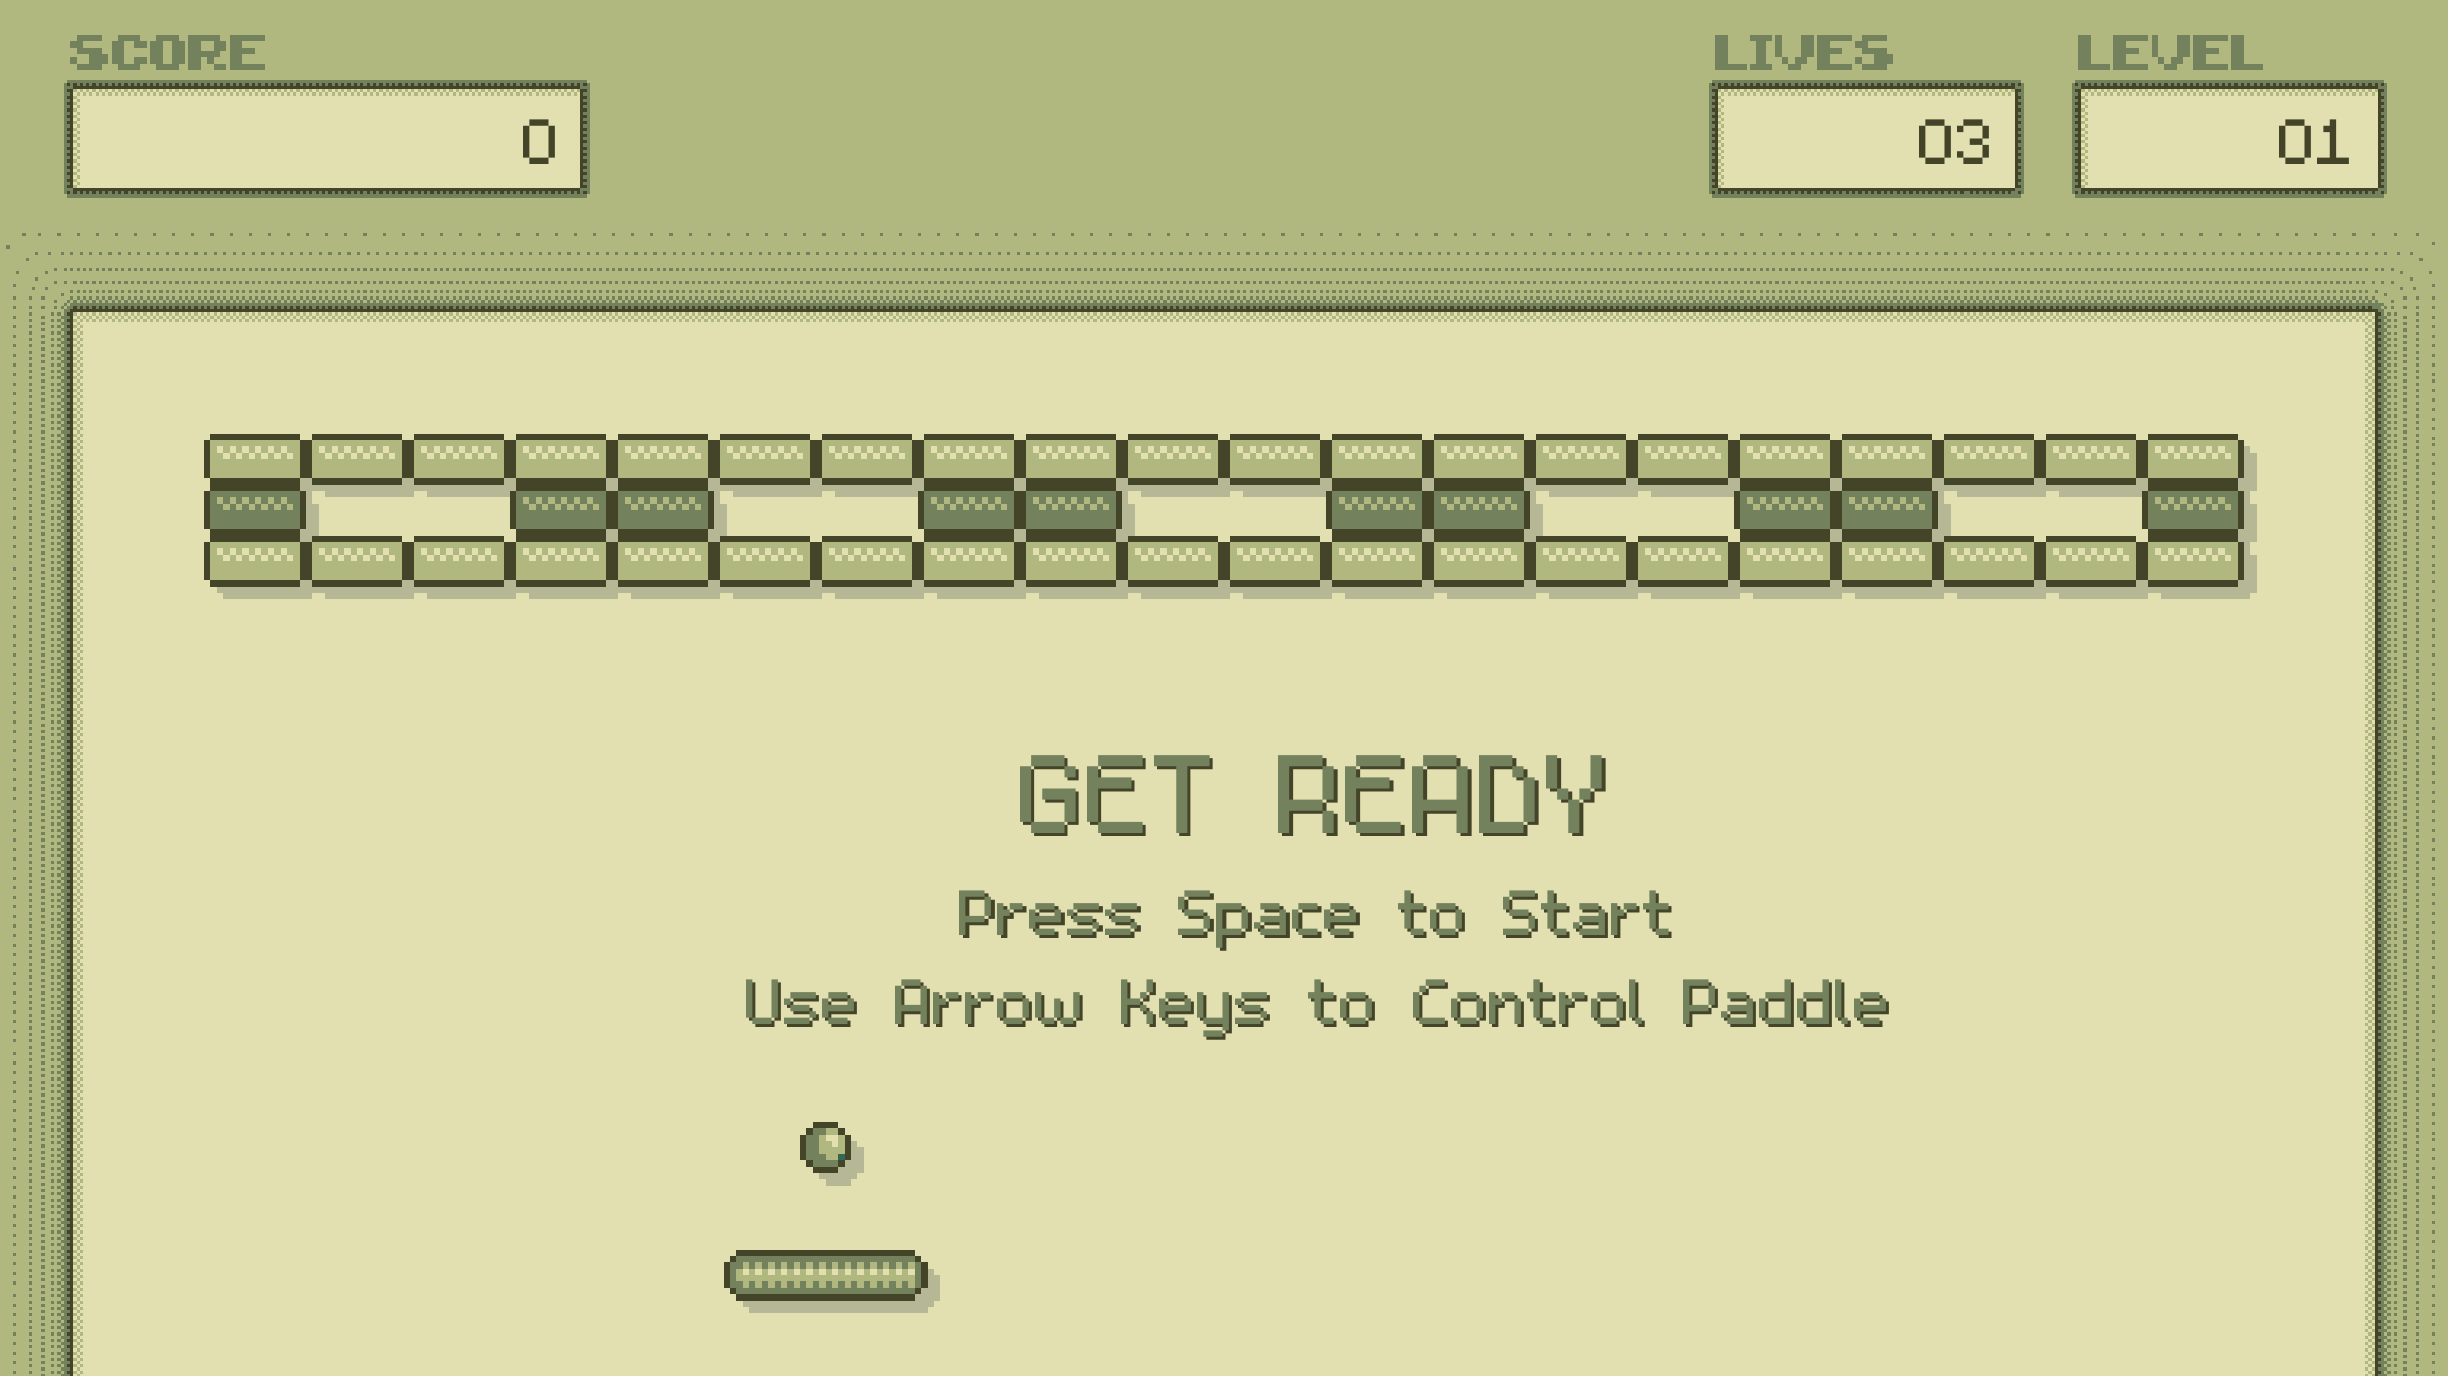 SCORE
0
LIVES
03
LEVEL
01
GET READY
Press Space to Start
Use Arrow Keys to Control Paddle